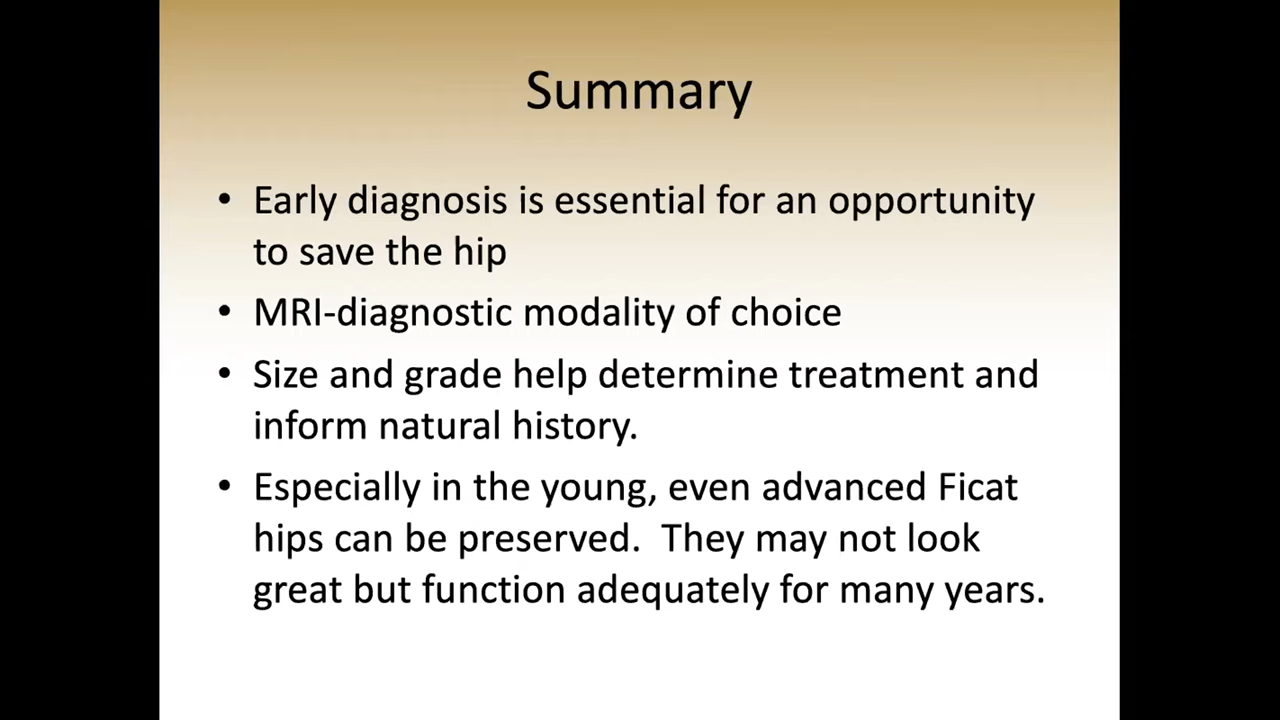 Summary
• Early diagnosis is essential for an opportunity
to save the hip
• MRI-diagnostic modality of choice
• Size and grade help determine treatment and
inform natural history.
• Especially in the young, even advanced Ficat
hips can be preserved.  They may not look
great but function adequately for many years.